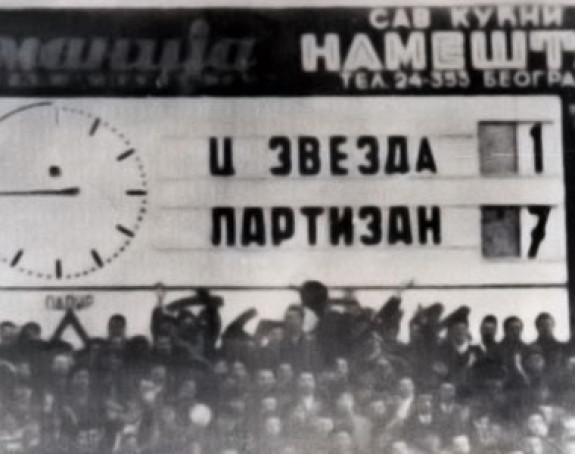 САВ КУЋНИ
НАМЕШТ
ТЕЛ. 24-355 БЕОГРА
Ц ЗВЕЗДА 1
ПАРТИЗАН 7